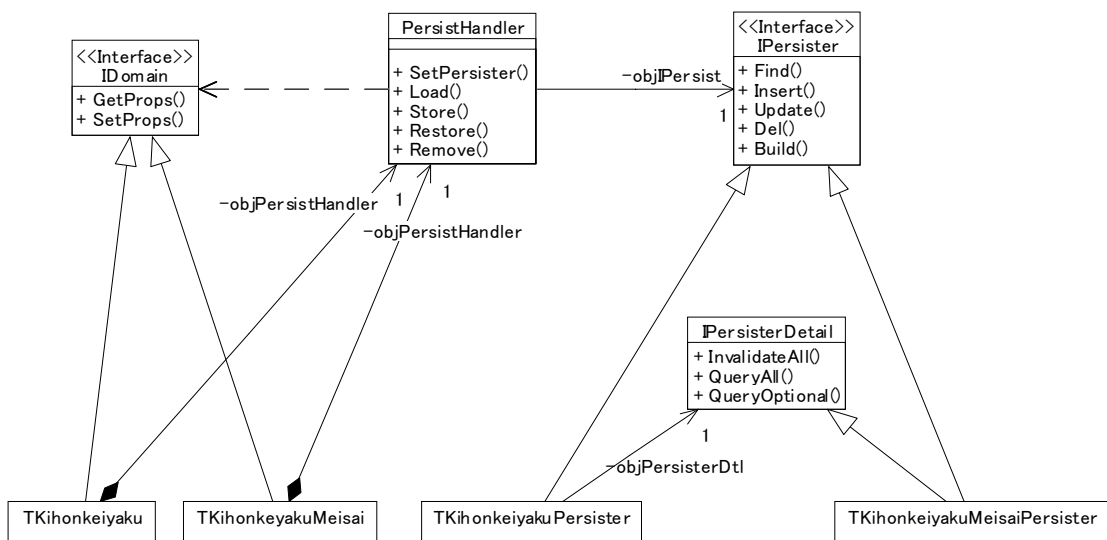 <<Interface>>
IDomain
+ GetProps()
+ SetProps()
PersistHandler
+ SetPersister()
+ Load()
+ Store()
+ Restore()
+ Remove()
<<Interface>>
IPersister
+ Find()
+ Insert()
+ Update()
+ Del()
+ Build()
-objIPersist
1
-objPersistHandler
1
1
-objPersistHandler
IPersisterDetail
+ InvalidateAll()
+ QueryAll()
+ QueryOptional()
1
-objPersisterDtl
TKihonkeiyaku
TKihonkeyakuMeisai
TKihonkeiyakuPersister
TKihonkeiyakuMeisaiPersister